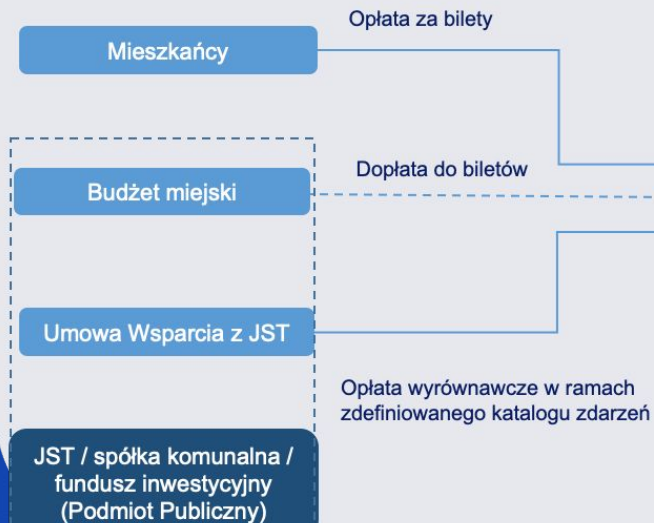 Opłata za bilety
Mieszkańcy
Dopłata do biletów
Budżet miejski
Umowa Wsparcia z JST
Opłata wyrównawcze w ramach
zdefiniowanego katalogu zdarzeń
JST / spółka komunalna /
fundusz inwestycyjny
(Podmiot Publiczny)